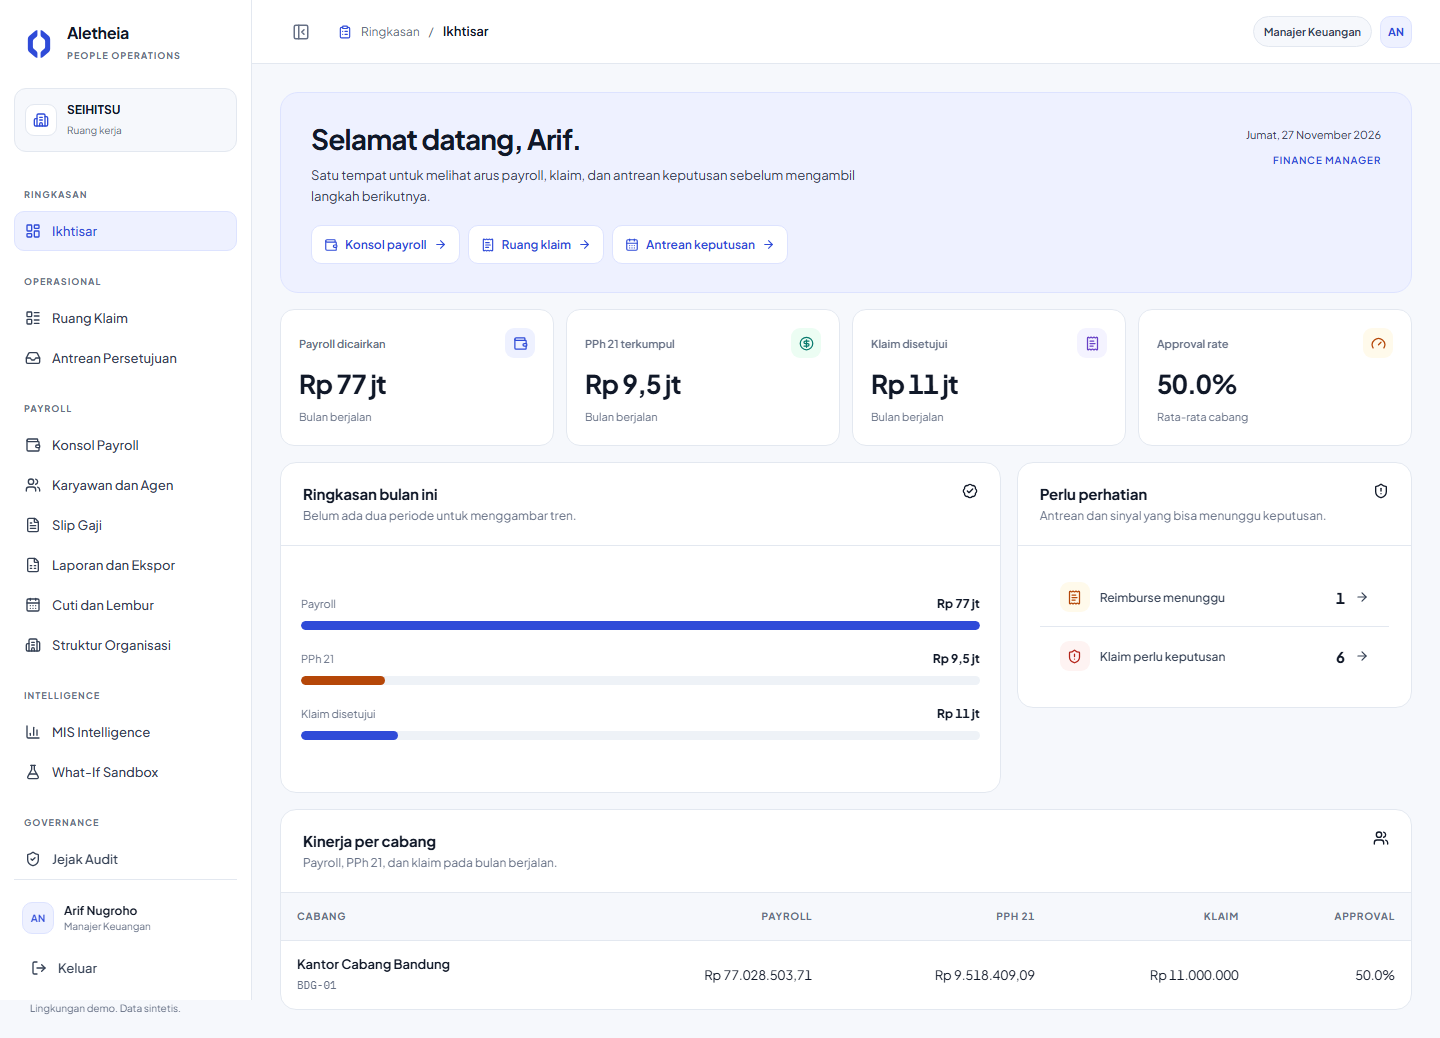 Aletheia
PEOPLE OPERATIONS
SEIHITSU
Ruang kerja
RINGKASAN
Ikhtisar
OPERASIONAL
Ruang Klaim
Antrean Persetujuan
PAYROLL
Konsol Payroll
Karyawan dan Agen
Slip Gaji
Laporan dan Ekspor
Cuti dan Lembur
Struktur Organisasi
INTELLIGENCE
MIS Intelligence
What-If Sandbox
GOVERNANCE
Jejak Audit
AN
Arif Nugroho
Manajer Keuangan
Keluar
Lingkungan demo. Data sintetis.
Ringkasan / Ikhtisar
Manajer Keuangan
AN
Selamat datang, Arif.
Satu tempat untuk melihat arus payroll, klaim, dan antrean keputusan sebelum mengambil
langkah berikutnya.
Jumat, 27 November 2026
FINANCE MANAGER
Konsol payroll
Ruang klaim
Antrean keputusan
Payroll dicairkan
Rp 77 jt
Bulan berjalan
PPh 21 terkumpul
Rp 9,5 jt
Bulan berjalan
Klaim disetujui
Rp 11 jt
Bulan berjalan
Approval rate
50.0%
Rata-rata cabang
Ringkasan bulan ini
Belum ada dua periode untuk menggambar tren.
Payroll Rp 77 jt
PPh 21 Rp 9,5 jt
Klaim disetujui Rp 11 jt
Perlu perhatian
Antrean dan sinyal yang bisa menunggu keputusan.
Reimburse menunggu 1
Klaim perlu keputusan 6
Kinerja per cabang
Payroll, PPh 21, dan klaim pada bulan berjalan.
CABANG PAYROLL PPH 21 KLAIM APPROVAL
Kantor Cabang Bandung Rp 77.028.503,71 Rp 9.518.409,09 Rp 11.000.000 50.0%
BDG-01